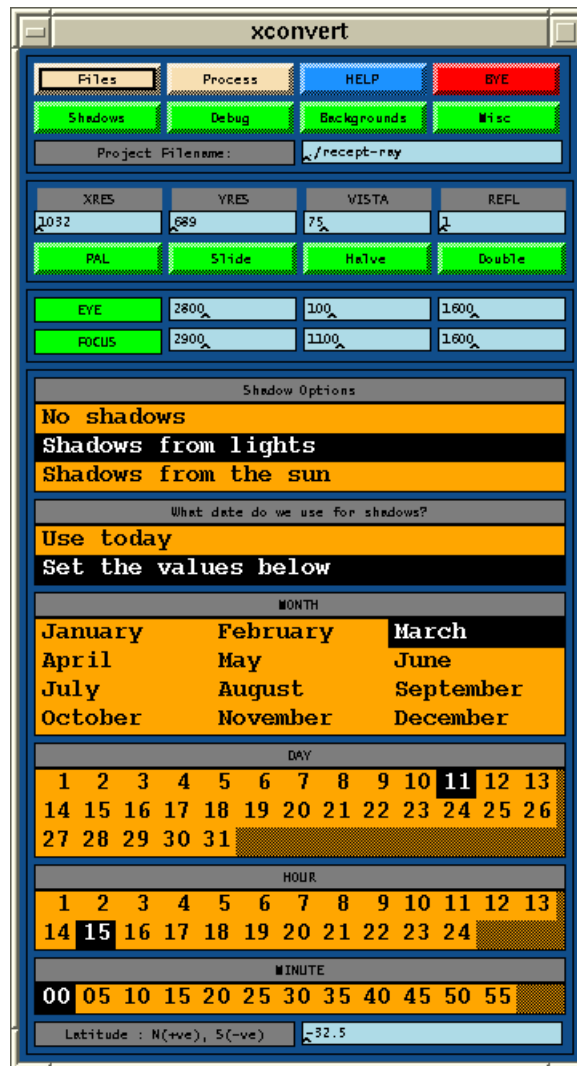 xconvert
Files Process HELP BYE
Shadows Debug Backgrounds Misc
Project Filename: ./recept-ray
XRES YRES VISTA REFL
1032 689 75 1
PAL Slide Halve Double
EYE 2800 100 1600
FOCUS 2900 1100 1600
Shadow Options
No shadows
Shadows from lights
Shadows from the sun
What date do we use for shadows?
Use today
Set the values below
MONTH
January February March
April May June
July August September
October November December
DAY
1 2 3 4 5 6 7 8 9 10 11 12 13
14 15 16 17 18 19 20 21 22 23 24 25 26
27 28 29 30 31
HOUR
1 2 3 4 5 6 7 8 9 10 11 12 13
14 15 16 17 18 19 20 21 22 23 24
MINUTE
00 05 10 15 20 25 30 35 40 45 50 55
Latitude : N(+ve), S(-ve) -32.5